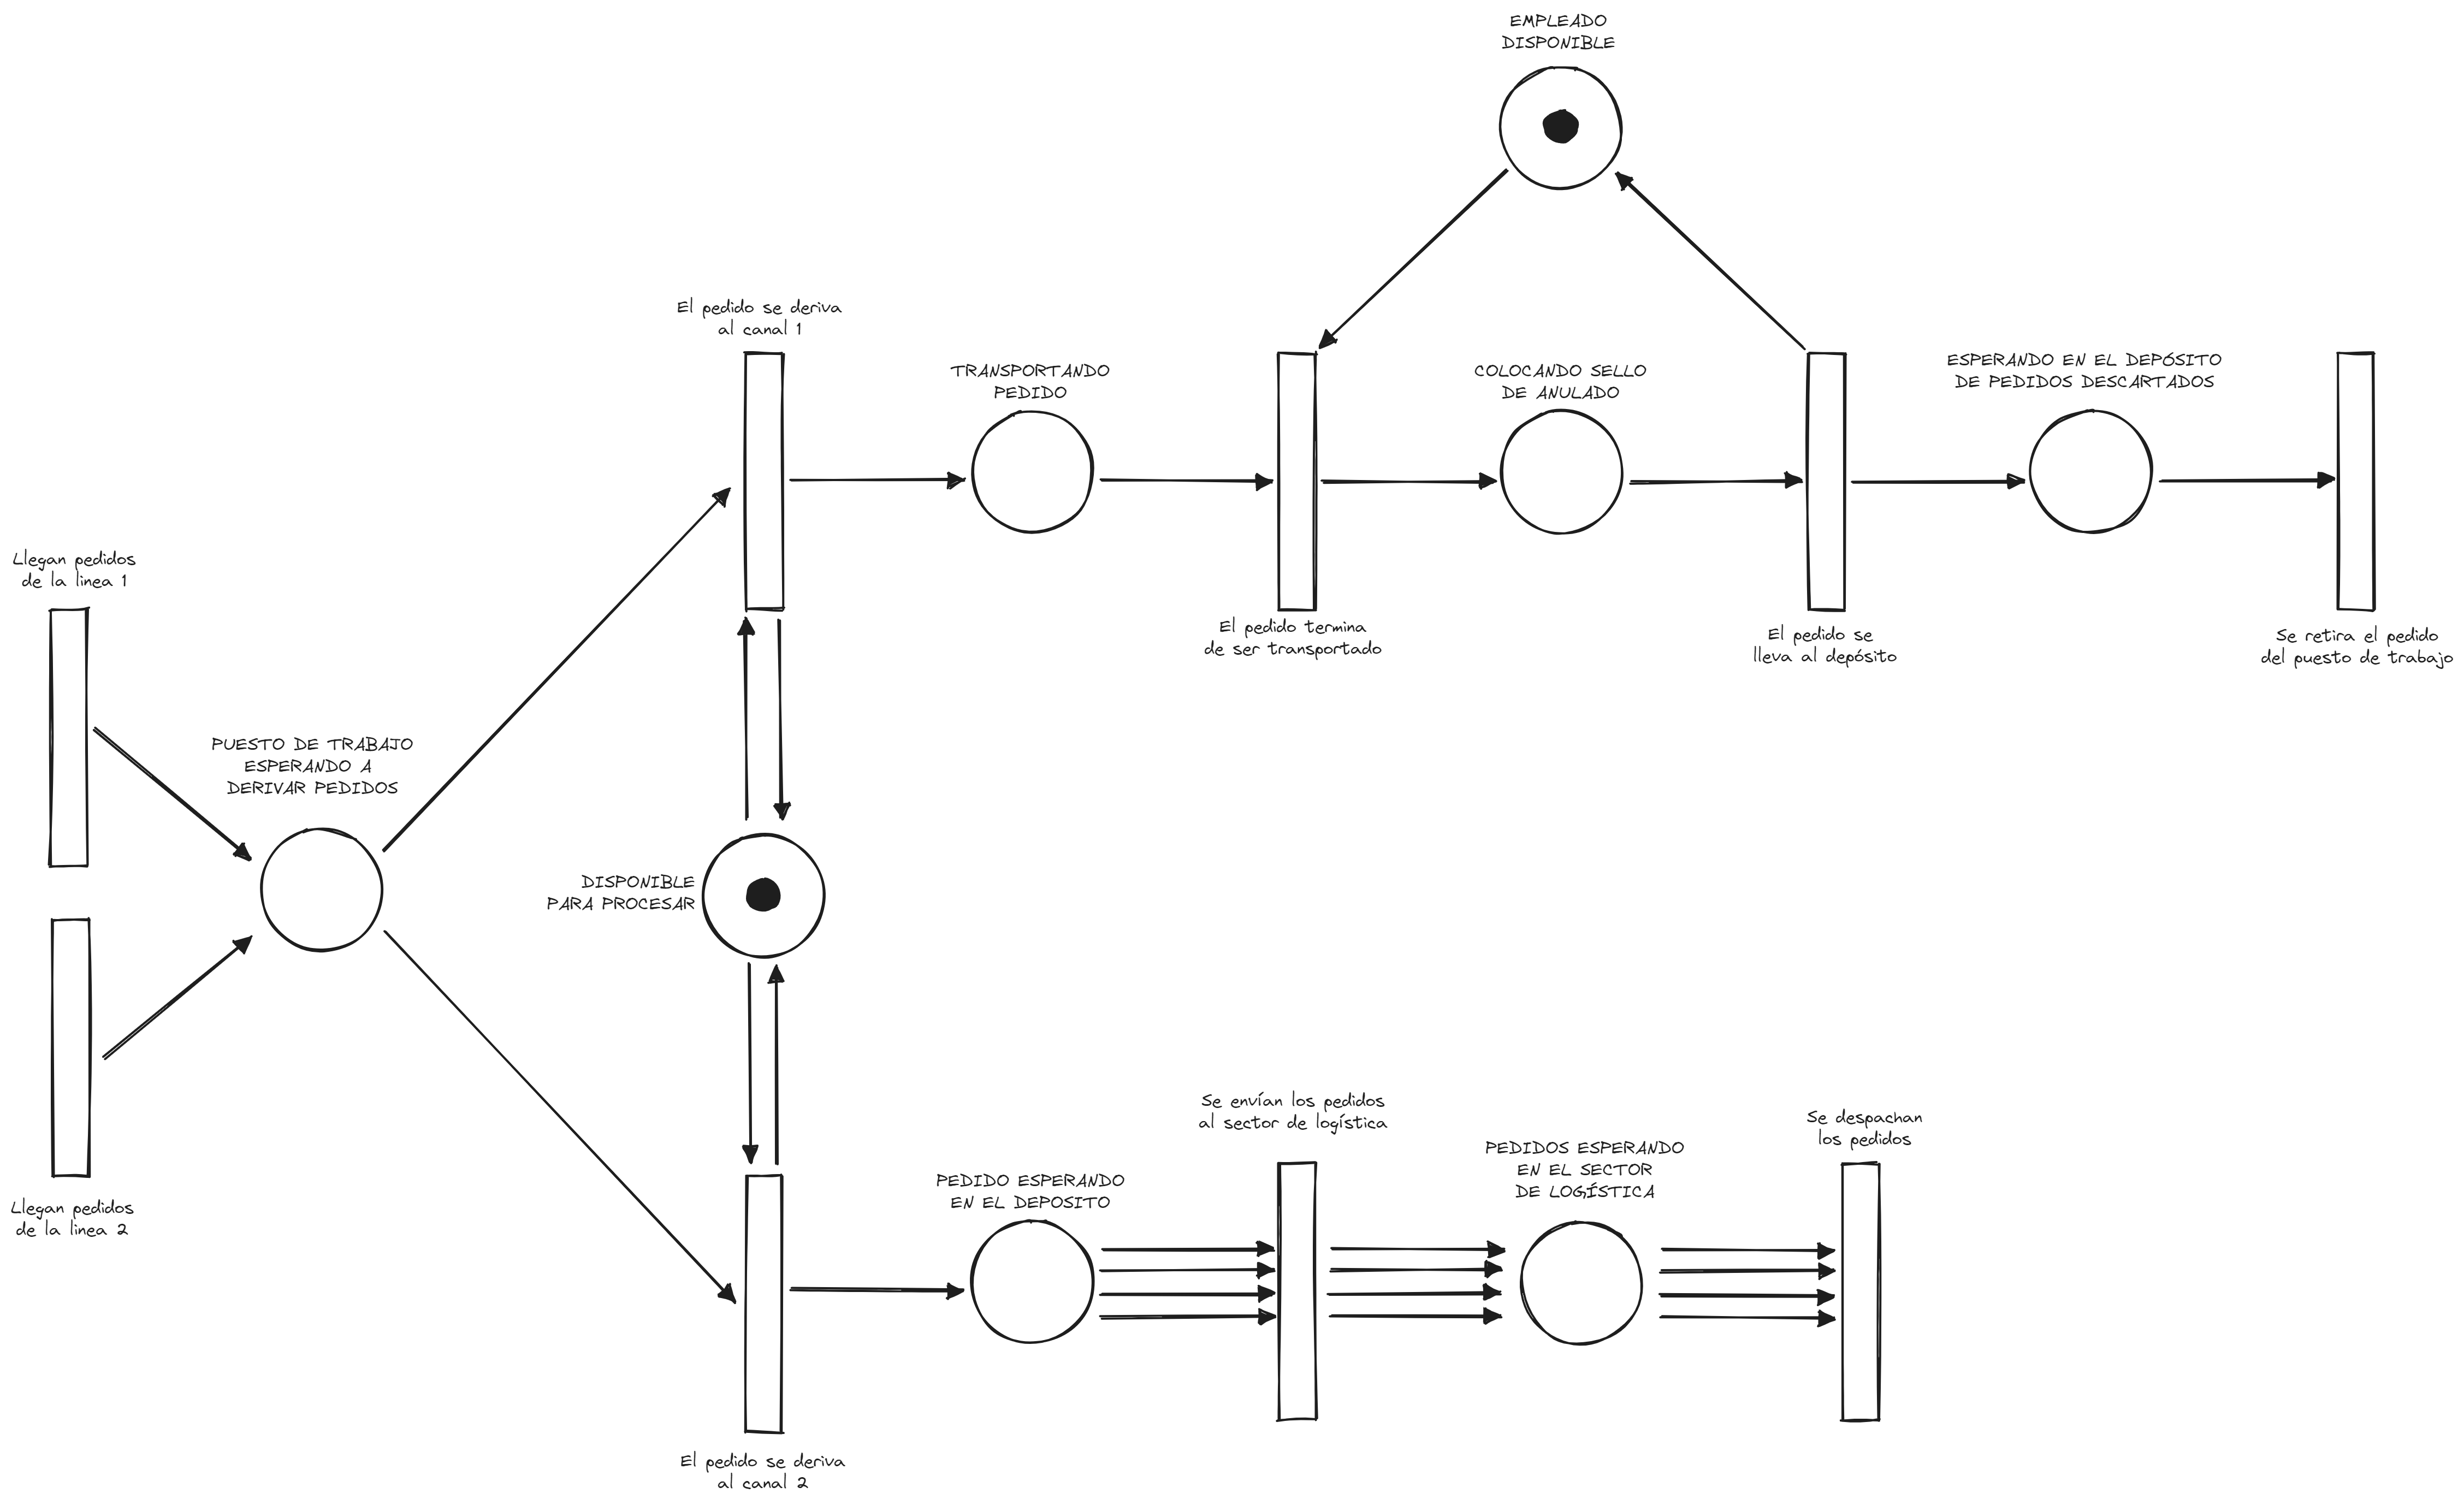 EMPLEADO
DISPONIBLE
El pedido se deriva
al canal 1
TRANSPORTANDO
PEDIDO
COLOCANDO SELLO
DE ANULADO
ESPERANDO EN EL DEPÓSITO
DE PEDIDOS DESCARTADOS
Llegan pedidos
de la linea 1
El pedido termina
de ser transportado
El pedido se
lleva al depósito
Se retira el pedido
del puesto de trabajo
PUESTO DE TRABAJO
ESPERANDO A
DERIVAR PEDIDOS
DISPONIBLE
PARA PROCESAR
Llegan pedidos
de la linea 2
Se envían los pedidos
al sector de logística
PEDIDO ESPERANDO
EN EL DEPOSITO
PEDIDOS ESPERANDO
EN EL SECTOR
DE LOGÍSTICA
Se despachan
los pedidos
El pedido se deriva
al canal 2